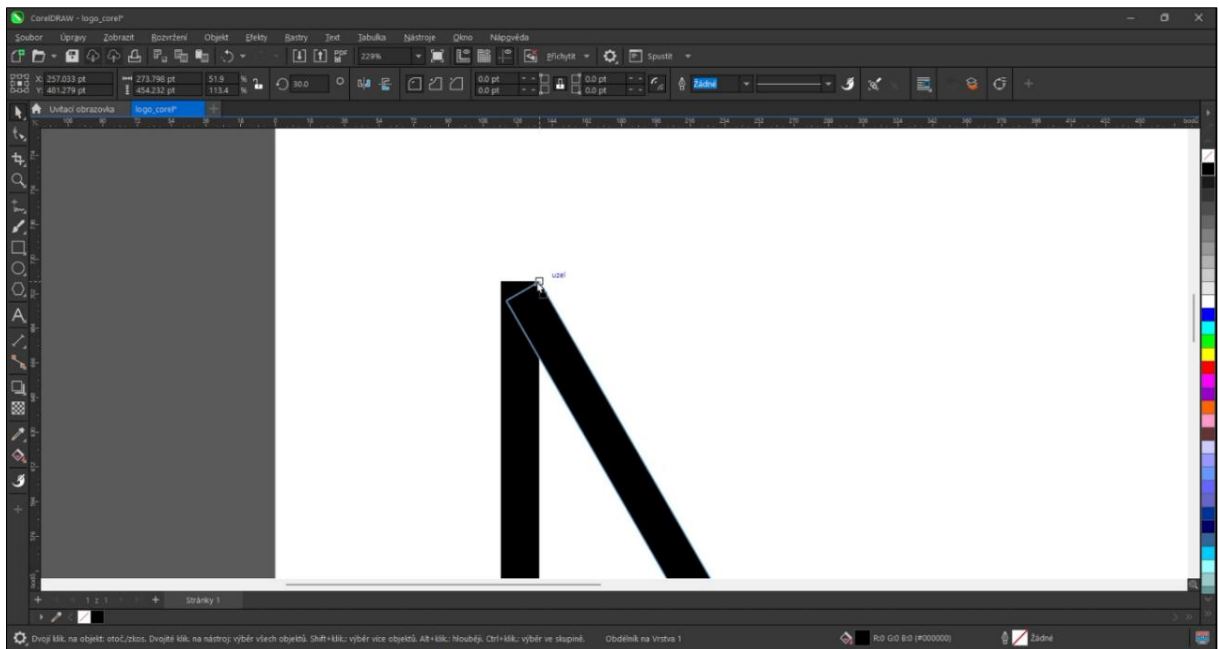 CorelDRAW - logo_corel*
Soubor Úpravy Zobrazit Rozvržení Objekt Efekty Rastry Text Tabulka Nástroje Okno Nápověda
PDF 229% Přichytit Spustit
X: 257.033 pt 273.798 pt 51.9 % 30.0 0.0 pt 0.0 pt Žádné
Y: 481.279 pt 454.232 pt 113.4 % 0.0 pt 0.0 pt
Uvítací obrazovka logo_corel*
uzel
1 z 1 Stránky 1
Dvojí klik. na objekt: otoč./zkos. Dvojité klik. na nástroj: výběr všech objektů. Shift+klik.: výběr více objektů. Alt+klik.: hlouběji. Ctrl+klik.: výběr ve skupině. Obdélník na Vrstva 1 R:0 G:0 B:0 (#000000) Žádné